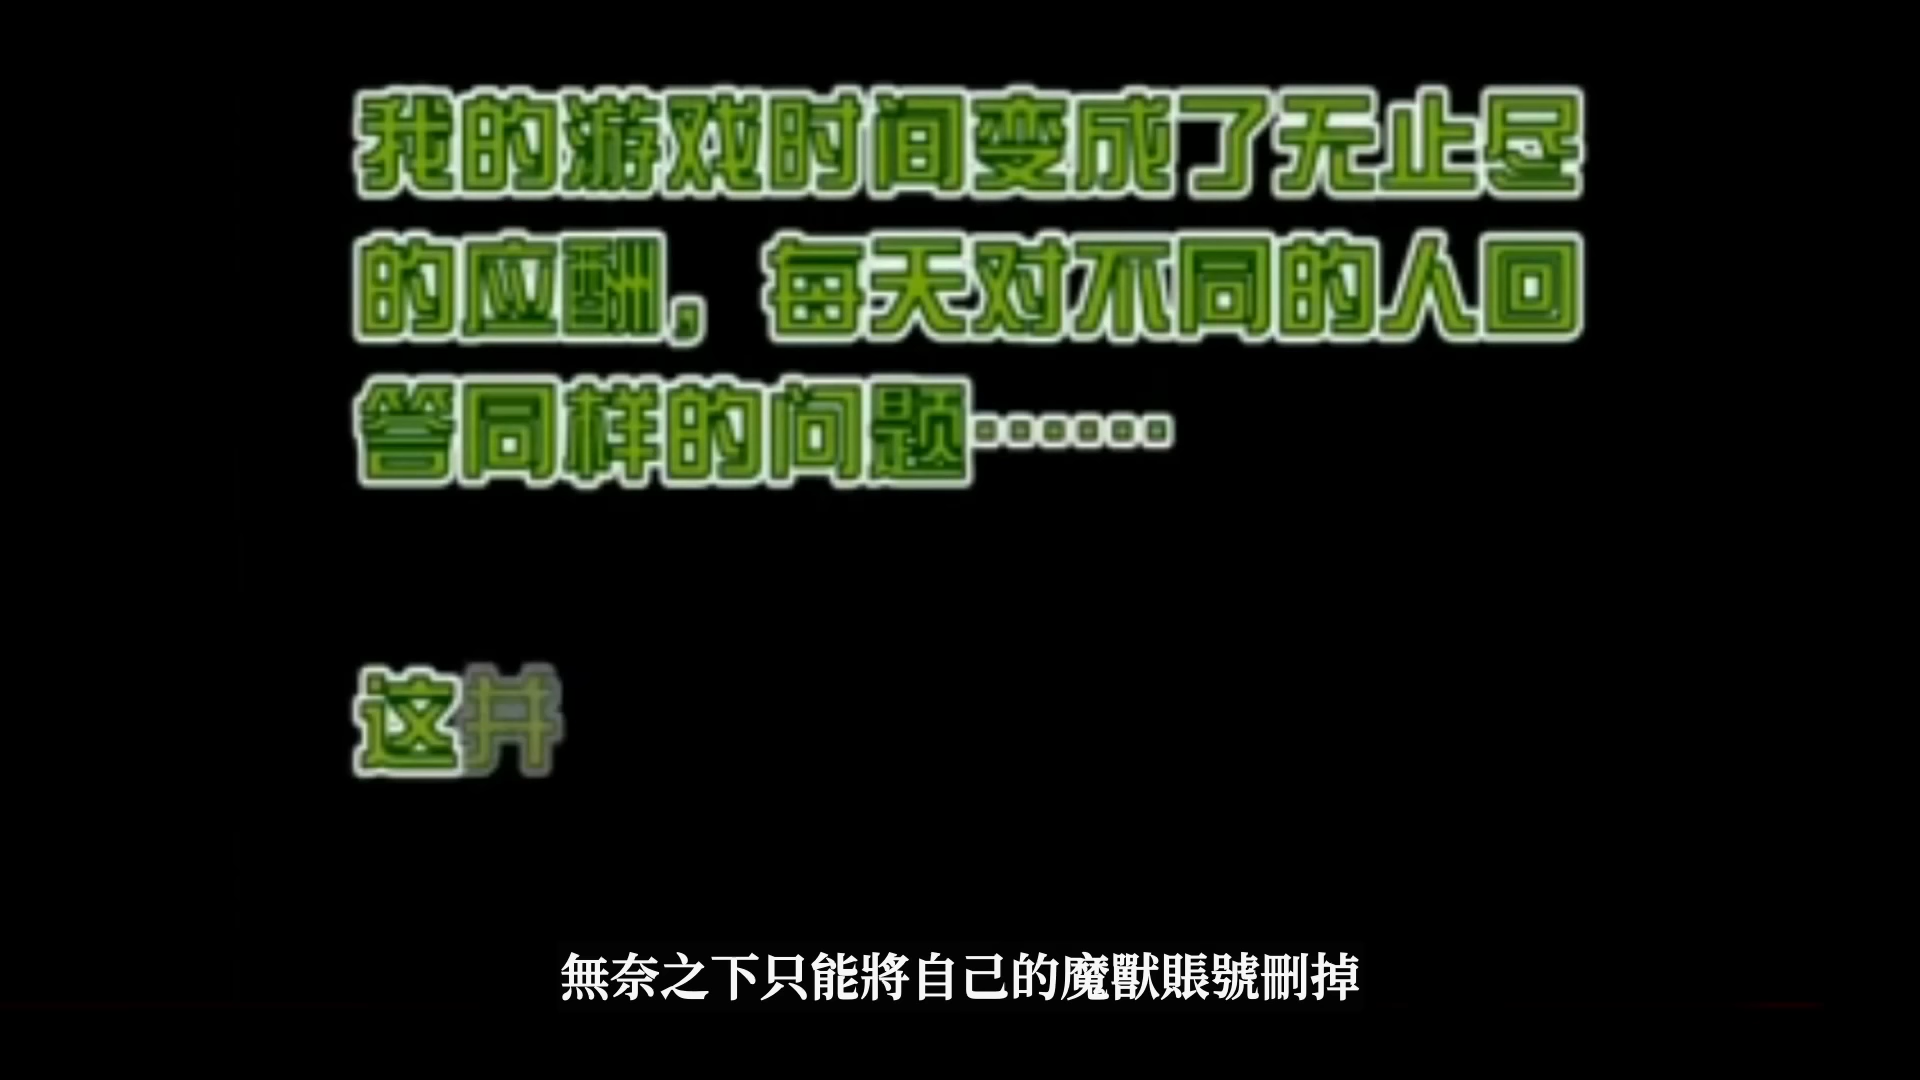 我的游戏时间变成了无止尽
的应酬，每天对不同的人回
答同样的问题……
这并
無奈之下只能將自己的魔獸賬號刪掉